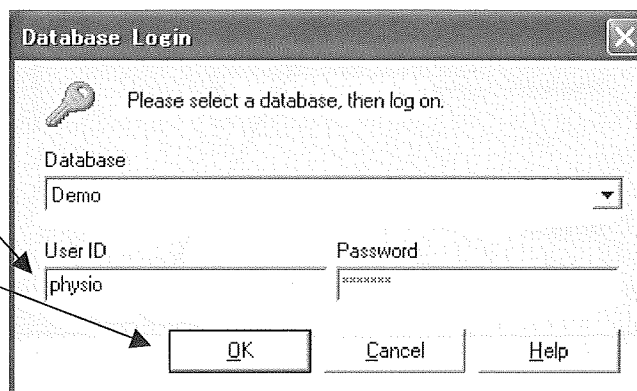 Database Login
Please select a database, then log on.
Database
Demo
User ID Password
physio *******
OK Cancel Help